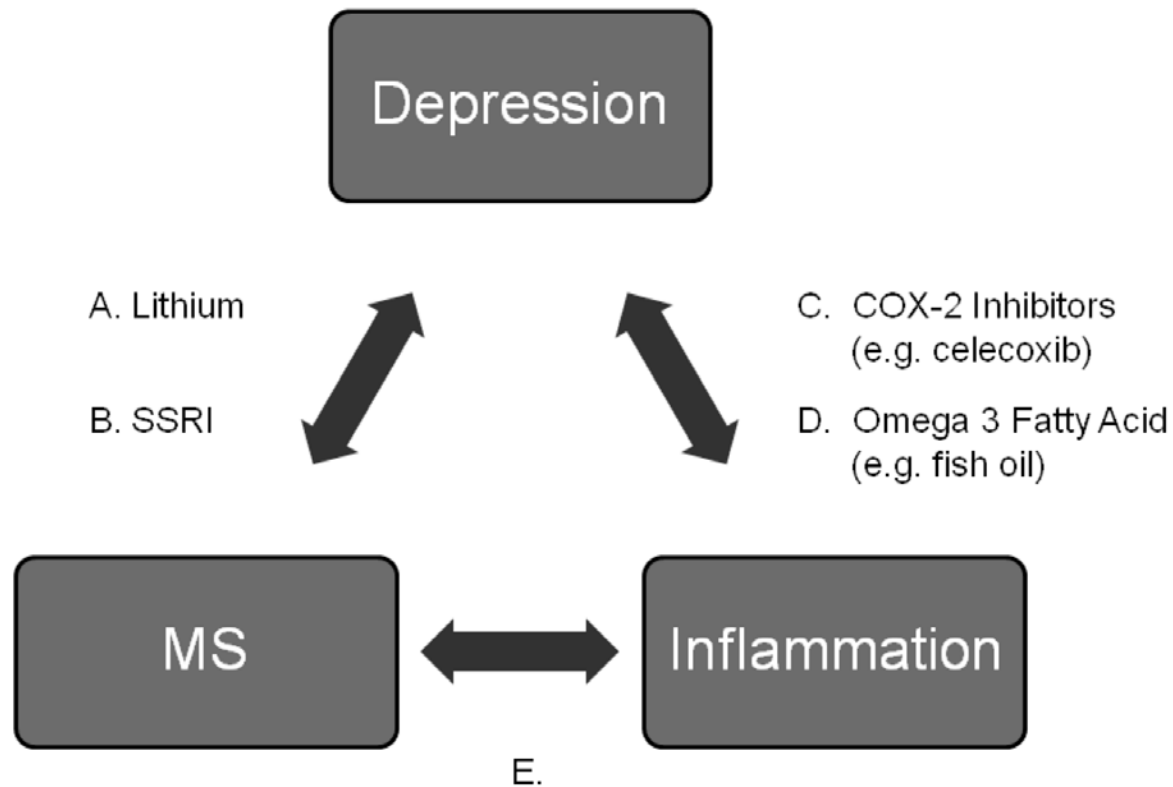 Depression
A. Lithium
B. SSRI
C. COX-2 Inhibitors
(e.g. celecoxib)
D. Omega 3 Fatty Acid
(e.g. fish oil)
MS
Inflammation
E.